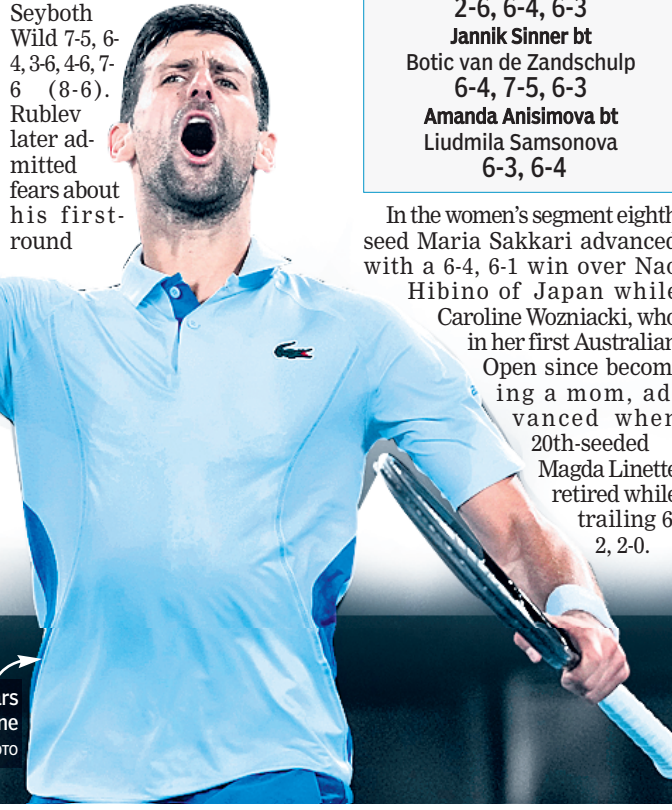 Seyboth
Wild 7-5, 6-
4, 3-6, 4-6, 7-
6 (8-6).
Rublev
later ad-
mitted
fears about
his first-
round
2-6, 6-4, 6-3
Jannik Sinner bt
Botic van de Zandschulp
6-4, 7-5, 6-3
Amanda Anisimova bt
Liudmila Samsonova
6-3, 6-4
In the women's segment eighth
seed Maria Sakkari advanced
with a 6-4, 6-1 win over Nao
Hibino of Japan while
Caroline Wozniacki, who
in her first Australian
Open since becom
ing a mom, ad
vanced when
20th-seeded
Magda Linette
retired while
trailing 6
2, 2-0.